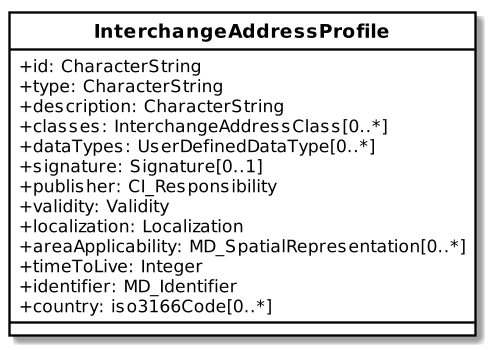 InterchangeAddressProfile
+id: CharacterString
+type: CharacterString
+description: CharacterString
+classes: InterchangeAddressClass[0..*]
+dataTypes: UserDefinedDataType[0..*]
+signature: Signature[0..1]
+publisher: CI_Responsibility
+validity: Validity
+localization: Localization
+areaApplicability: MD_SpatialRepresentation[0..*]
+timeToLive: Integer
+identifier: MD_Identifier
+country: iso3166Code[0..*]